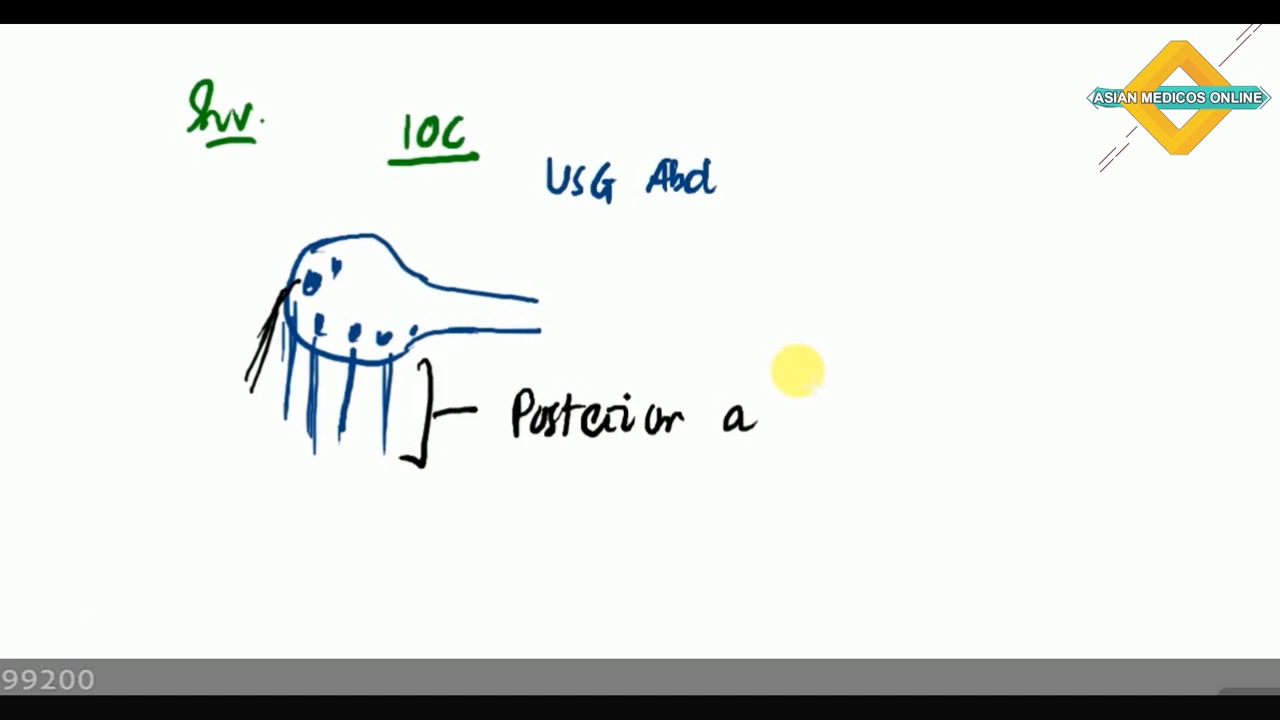 Inv.
IOC
USG Abd
Posterior a
ASIAN MEDICOS ONLINE
99200